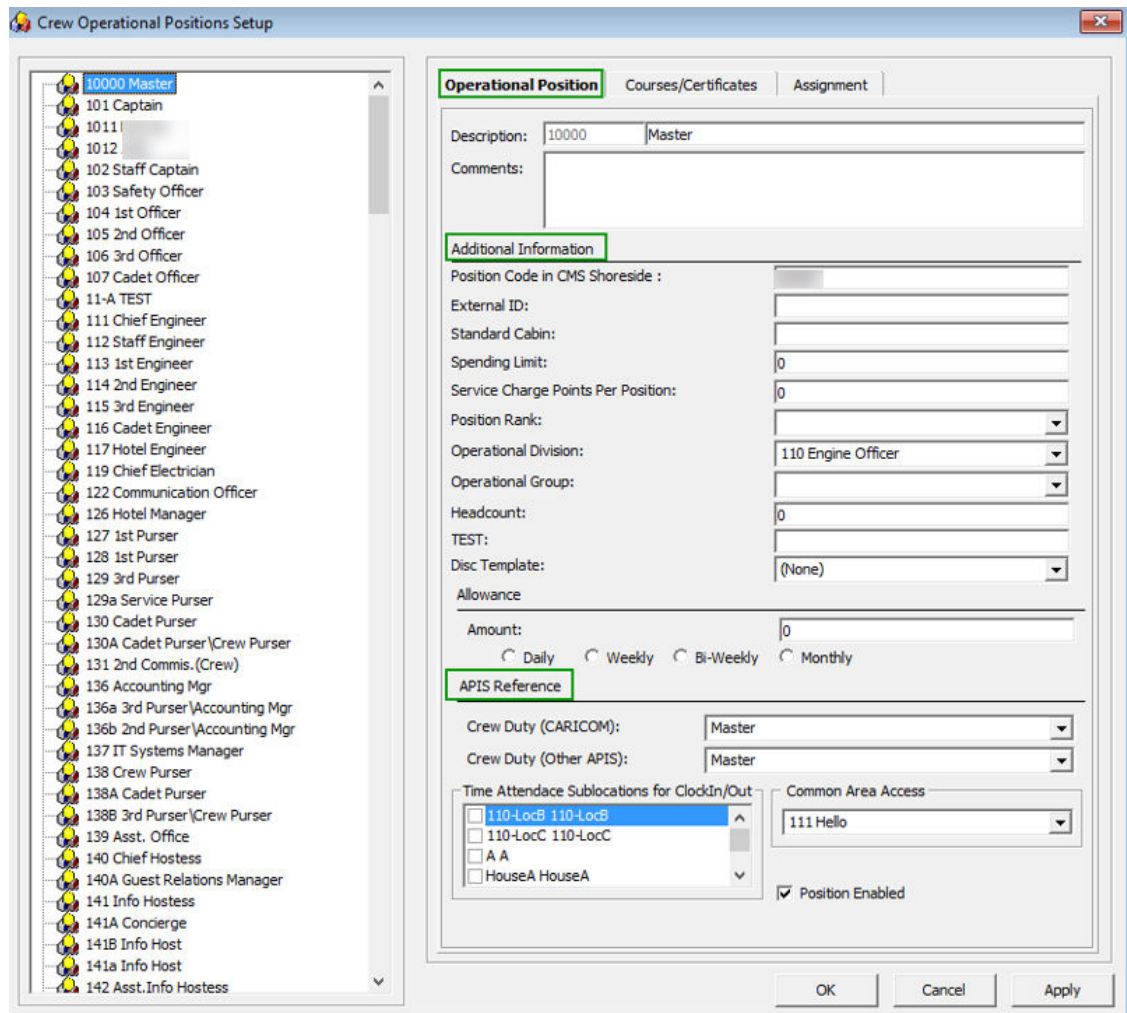 Crew Operational Positions Setup
10000 Master
101 Captain
1011
1012
102 Staff Captain
103 Safety Officer
104 1st Officer
105 2nd Officer
106 3rd Officer
107 Cadet Officer
11-A TEST
111 Chief Engineer
112 Staff Engineer
113 1st Engineer
114 2nd Engineer
115 3rd Engineer
116 Cadet Engineer
117 Hotel Engineer
119 Chief Electrician
122 Communication Officer
126 Hotel Manager
127 1st Purser
128 1st Purser
129 3rd Purser
129a Service Purser
130 Cadet Purser
130A Cadet Purser\Crew Purser
131 2nd Commis.(Crew)
136 Accounting Mgr
136a 3rd Purser\Accounting Mgr
136b 2nd Purser\Accounting Mgr
137 IT Systems Manager
138 Crew Purser
138A Cadet Purser
138B 3rd Purser\Crew Purser
139 Asst. Office
140 Chief Hostess
140A Guest Relations Manager
141 Info Hostess
141A Concierge
141B Info Host
141a Info Host
142 Asst.Info Hostess
Operational Position Courses/Certificates Assignment
Description: 10000 Master
Comments:
Additional Information
Position Code in CMS Shoreside :
External ID:
Standard Cabin:
Spending Limit: 0
Service Charge Points Per Position: 0
Position Rank:
Operational Division: 110 Engine Officer
Operational Group:
Headcount: 0
TEST:
Disc Template: (None)
Allowance
Amount: 0
Daily Weekly Bi-Weekly Monthly
APIS Reference
Crew Duty (CARICOM): Master
Crew Duty (Other APIS): Master
Time Attendace Sublocations for ClockIn/Out
110-LocB 110-LocB
110-LocC 110-LocC
A A
HouseA HouseA
Common Area Access
111 Hello
Position Enabled
OK Cancel Apply